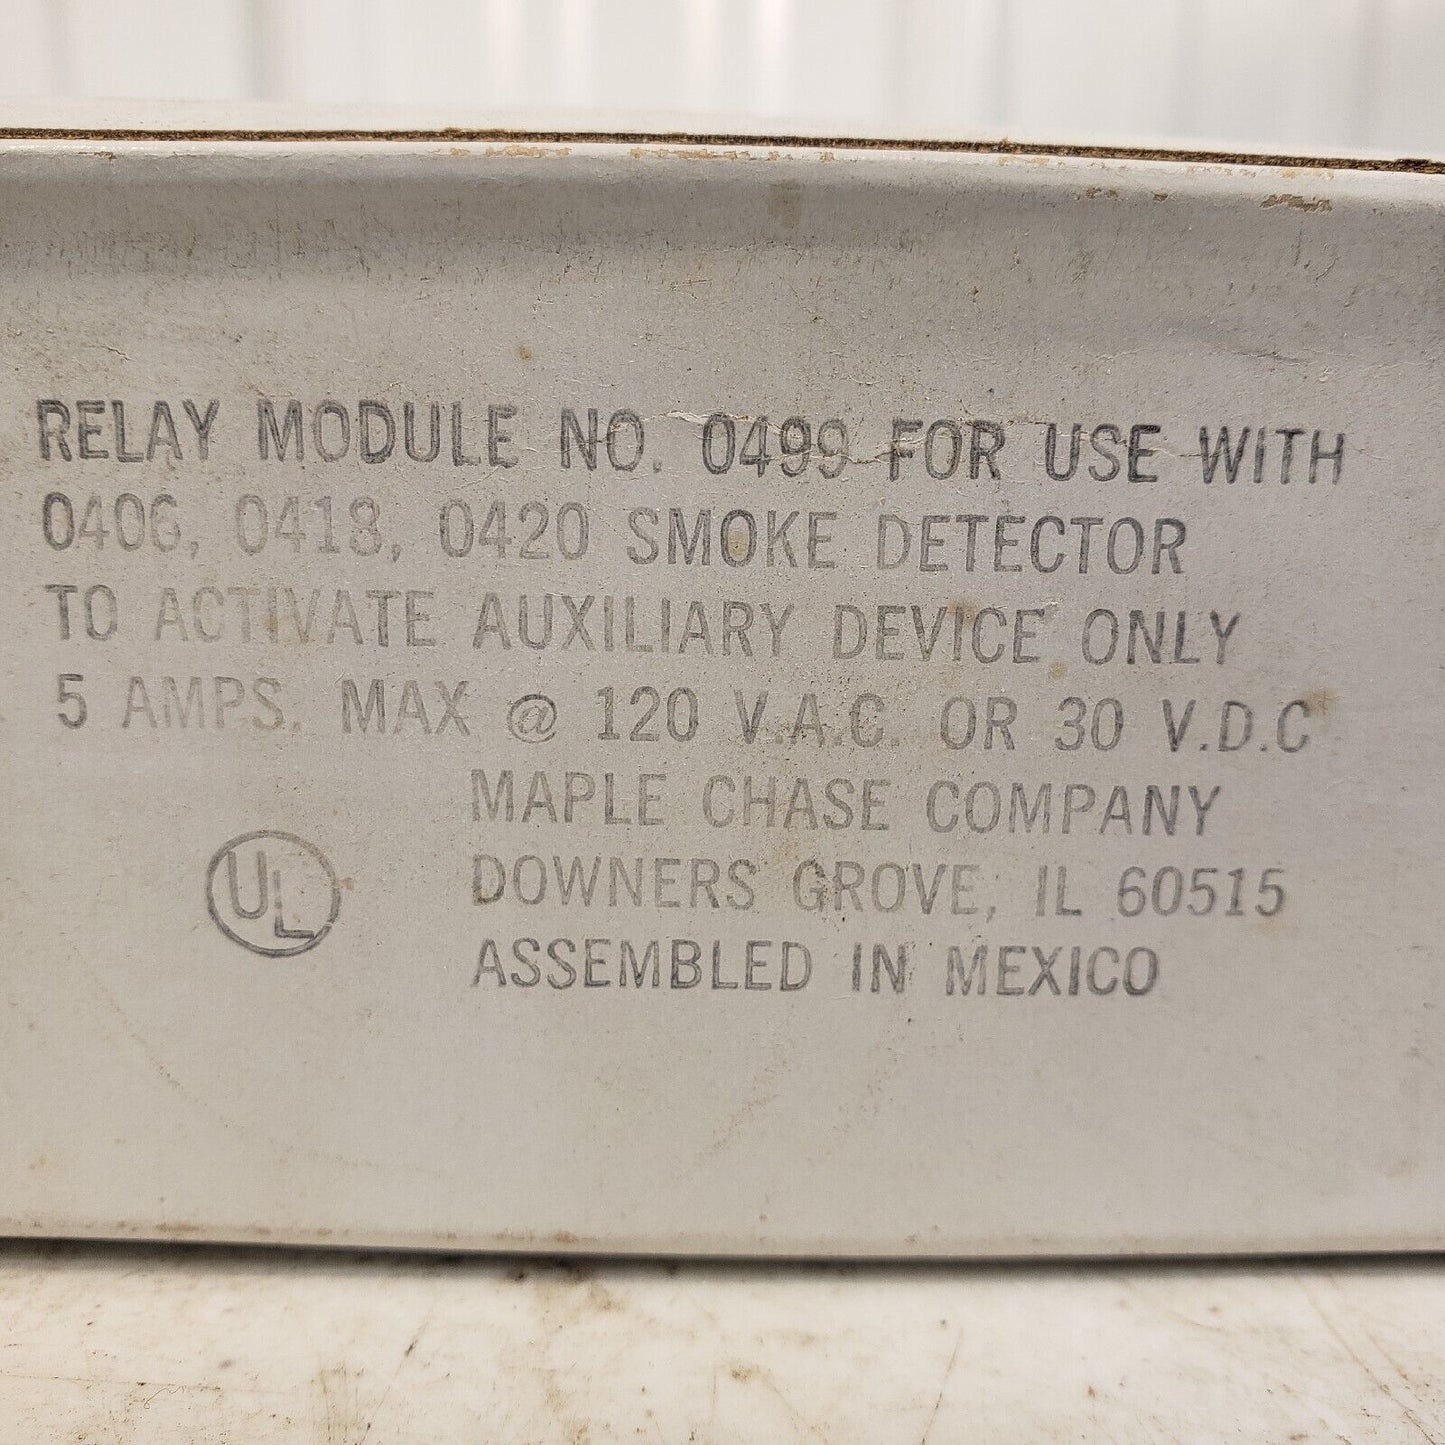 RELAY MODULE NO. 0499 FOR USE WITH
0406, 0418, 0420 SMOKE DETECTOR
TO ACTIVATE AUXILIARY DEVICE ONLY
5 AMPS. MAX @ 120 V.A.C. OR 30 V.D.C
MAPLE CHASE COMPANY
UL
DOWNERS GROVE, IL 60515
ASSEMBLED IN MEXICO